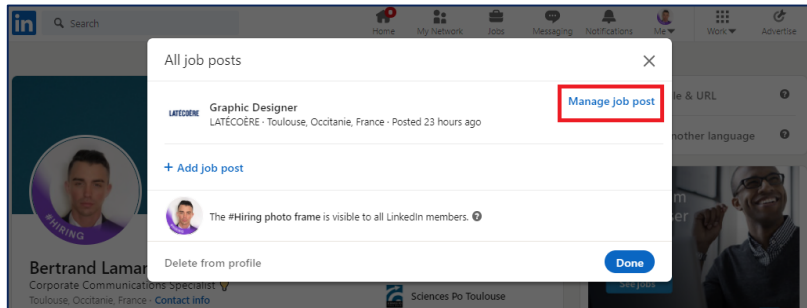 in Search
Home My Network Jobs Messaging Notifications Me Work Advertise
All job posts
Manage job post
LATÉCOÈRE Graphic Designer
LATÉCOÈRE · Toulouse, Occitanie, France · Posted 23 hours ago
+ Add job post
#HIRING The #Hiring photo frame is visible to all LinkedIn members.
Delete from profile Done
& URL
another language
Bertrand Lamar
Corporate Communications Specialist
Toulouse, Occitanie, France · Contact info
Sciences Po Toulouse
See jobs
#HIRING